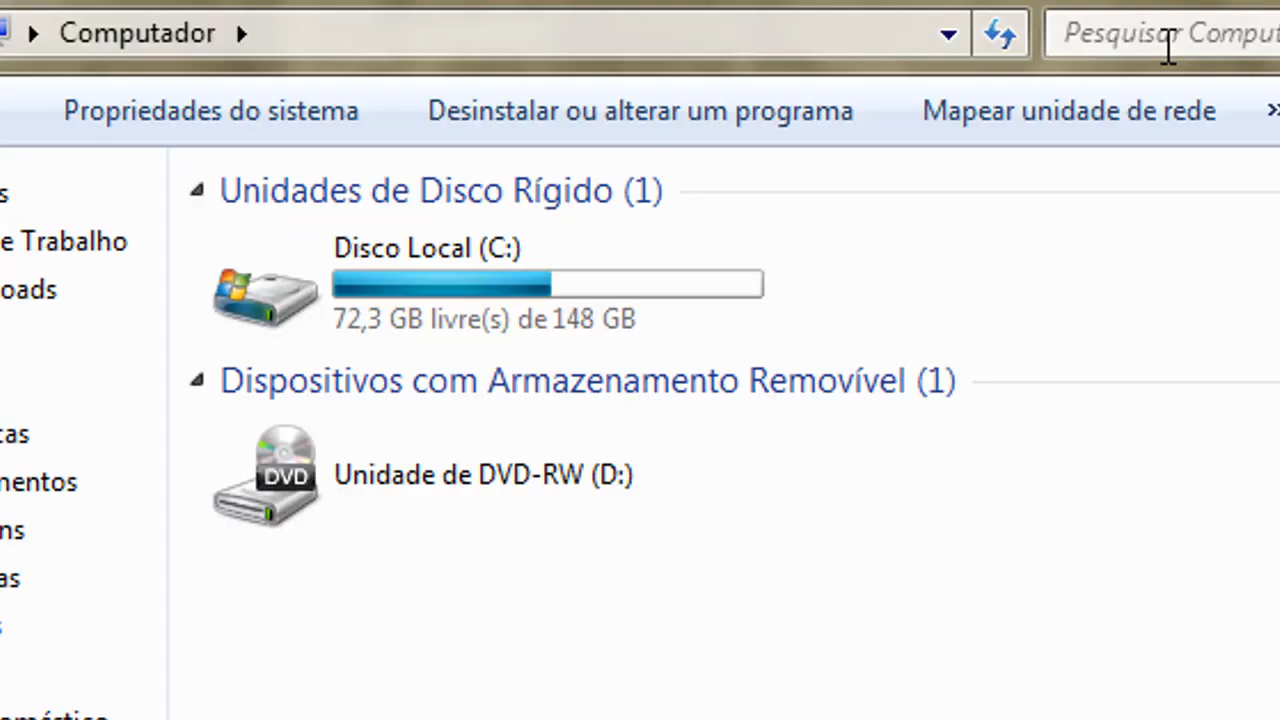 Computador
Pesquisar Comput
Propriedades do sistema
Desinstalar ou alterar um programa
Mapear unidade de rede
»
s
e Trabalho
oads
Unidades de Disco Rígido (1)
Disco Local (C:)
72,3 GB livre(s) de 148 GB
Dispositivos com Armazenamento Removível (1)
cas
mentos
ns
as
s
DVD
Unidade de DVD-RW (D:)